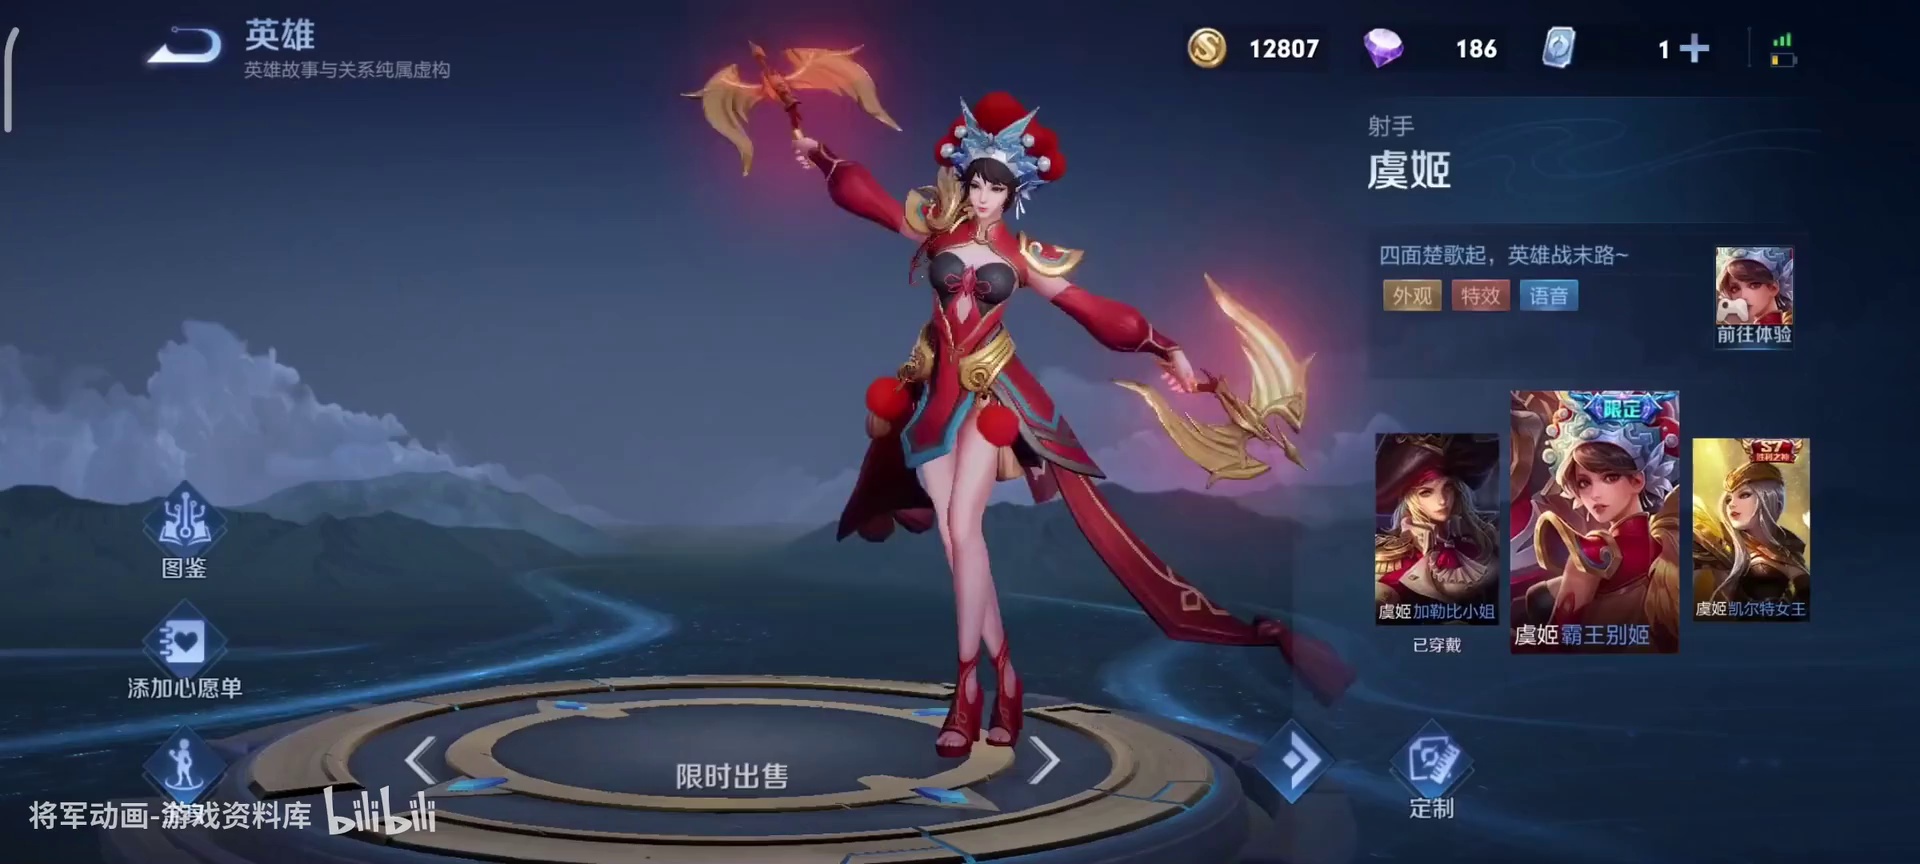 英雄
英雄故事与关系纯属虚构
12807
186
1
射手
虞姬
四面楚歌起，英雄战末路~
外观
特效
语音
前往体验
限定
S7
虞姬加勒比小姐
虞姬霸王别姬
虞姬凯尔特女王
已穿戴
图鉴
添加心愿单
限时出售
定制
将军动画-游戏资料库
bilibili